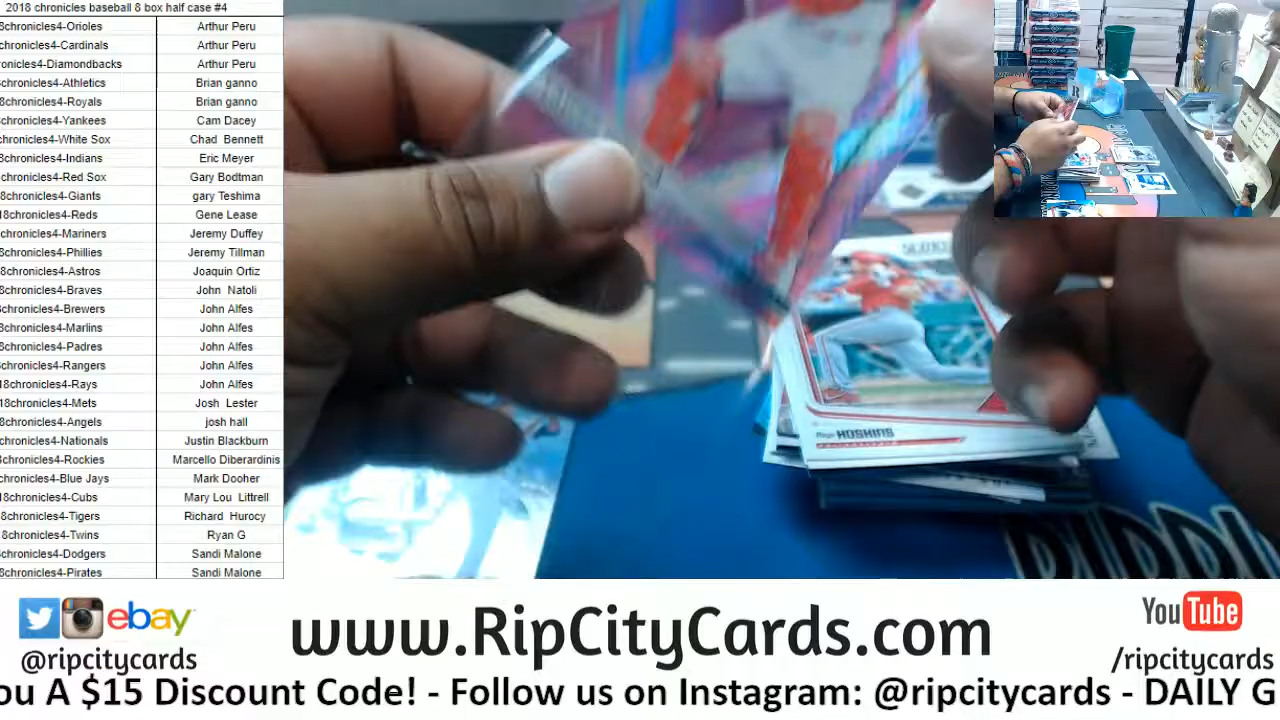 2018 chronicles baseball 8 box half case #4
8chronicles4-Orioles Arthur Peru
chronicles4-Cardinals Arthur Peru
onicles4-Diamondbacks Arthur Peru
chronicles4-Athletics Brian ganno
8chronicles4-Royals Brian ganno
chronicles4-Yankees Cam Dacey
chronicles4-White Sox Chad Bennett
8chronicles4-Indians Eric Meyer
chronicles4-Red Sox Gary Bodtman
8chronicles4-Giants gary Teshima
18chronicles4-Reds Gene Lease
chronicles4-Mariners Jeremy Duffey
chronicles4-Phillies Jeremy Tillman
8chronicles4-Astros Joaquin Ortiz
8chronicles4-Braves John Natoli
chronicles4-Brewers John Alfes
chronicles4-Marlins John Alfes
8chronicles4-Padres John Alfes
chronicles4-Rangers John Alfes
18chronicles4-Rays John Alfes
18chronicles4-Mets Josh Lester
8chronicles4-Angels josh hall
chronicles4-Nationals Justin Blackburn
chronicles4-Rockies Marcello Diberardinis
chronicles4-Blue Jays Mark Dooher
18chronicles4-Cubs Mary Lou Littrell
8chronicles4-Tigers Richard Hurocy
8chronicles4-Twins Ryan G
chronicles4-Dodgers Sandi Malone
8chronicles4-Pirates Sandi Malone
HOSKINS
ebay
@ripcitycards
www.RipCityCards.com
YouTube
/ripcitycards
ou A $15 Discount Code! - Follow us on Instagram: @ripcitycards - DAILY G